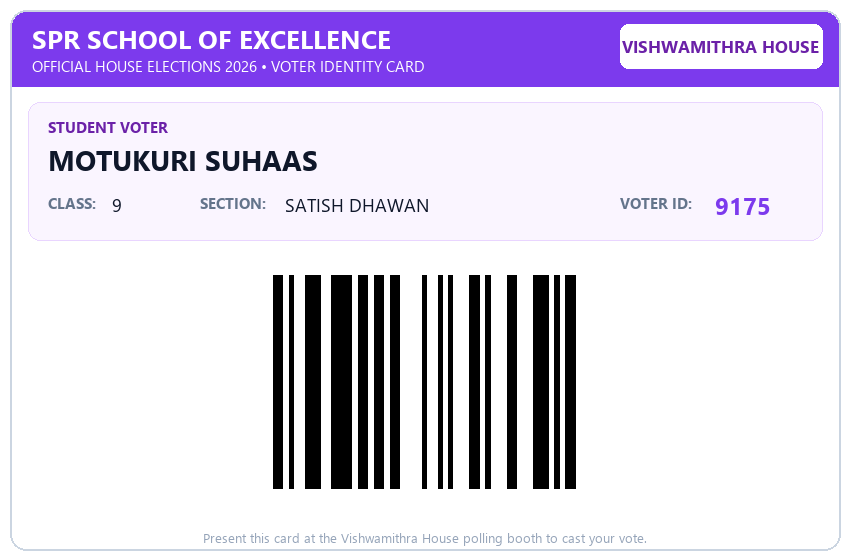 SPR SCHOOL OF EXCELLENCE
OFFICIAL HOUSE ELECTIONS 2026 • VOTER IDENTITY CARD
VISHWAMITHRA HOUSE
STUDENT VOTER
MOTUKURI SUHAAS
CLASS: 9 SECTION: SATISH DHAWAN VOTER ID: 9175
Present this card at the Vishwamithra House polling booth to cast your vote.